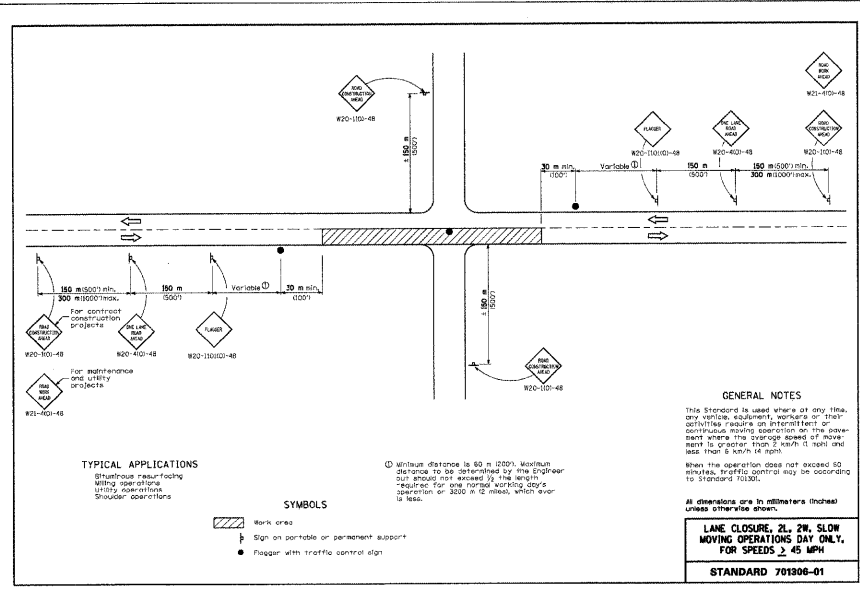 ROAD
CONSTRUCTION
AHEAD
W20-1(O)-48
± 150 m
(500')
ROAD
WORK
AHEAD
W21-4(O)-48
FLAGGER
W20-I101(O)-48
ONE LANE
ROAD
AHEAD
W20-4(O)-48
ROAD
CONSTRUCTION
AHEAD
W20-1(O)-48
30 m min.
(100')
Variable ①
150 m
(500')
150 m(500') min.
300 m(1000')max.
150 m(500') min.
300 m(1000')max.
150 m
(500')
Variable ①
30 m min.
(100')
± 150 m
(500')
For contract
construction
projects
ROAD
CONSTRUCTION
AHEAD
W20-1(O)-48
ONE LANE
ROAD
AHEAD
W20-4(O)-48
FLAGGER
W20-I101(O)-48
ROAD
CONSTRUCTION
AHEAD
W20-1(O)-48
For maintenance
and utility
projects
ROAD
WORK
AHEAD
W21-4(O)-48
TYPICAL APPLICATIONS
Bituminous resurfacing
Milling operations
Utility operations
Shoulder operations
① Minimum distance is 60 m (200'). Maximum
distance to be determined by the Engineer
but should not exceed ½ the length
required for one normal working day's
operation or 3200 m (2 miles), which ever
is less.
SYMBOLS
Work area
Sign on portable or permanent support
Flagger with traffic control sign
GENERAL NOTES
This Standard is used where at any time,
any vehicle, equipment, workers or their
activities require an intermittent or
continuous moving operation on the pave-
ment where the average speed of move-
ment is greater than 2 km/h (1 mph) and
less than 6 km/h (4 mph).
When the operation does not exceed 60
minutes, traffic control may be according
to Standard 701301.
All dimensions are in millimeters (inches)
unless otherwise shown.
LANE CLOSURE, 2L, 2W, SLOW
MOVING OPERATIONS DAY ONLY,
FOR SPEEDS ≥ 45 MPH
STANDARD 701306-01